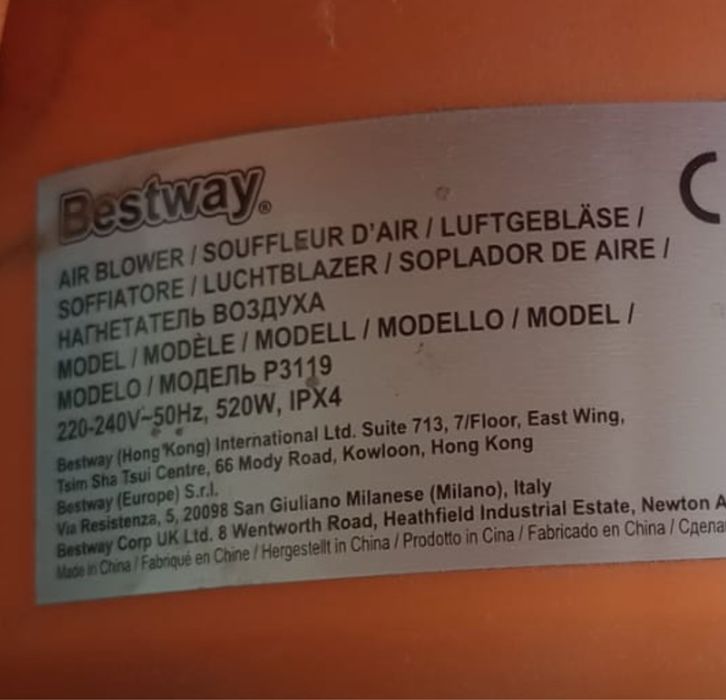 Bestway®
AIR BLOWER / SOUFFLEUR D'AIR / LUFTGEBLÄSE /
SOFFIATORE / LUCHTBLAZER / SOPLADOR DE AIRE /
НАГНЕТАТЕЛЬ ВОЗДУХА
MODEL / MODÈLE / MODELL / MODELLO / MODEL /
MODELO / МОДЕЛЬ P3119
220-240V~50Hz, 520W, IPX4
Bestway (Hong Kong) International Ltd. Suite 713, 7/Floor, East Wing,
Tsim Sha Tsui Centre, 66 Mody Road, Kowloon, Hong Kong
Bestway (Europe) S.r.l.
Via Resistenza, 5, 20098 San Giuliano Milanese (Milano), Italy
Bestway Corp UK Ltd. 8 Wentworth Road, Heathfield Industrial Estate, Newton A
Made in China / Fabriqué en Chine / Hergestellt in China / Prodotto in Cina / Fabricado en China /